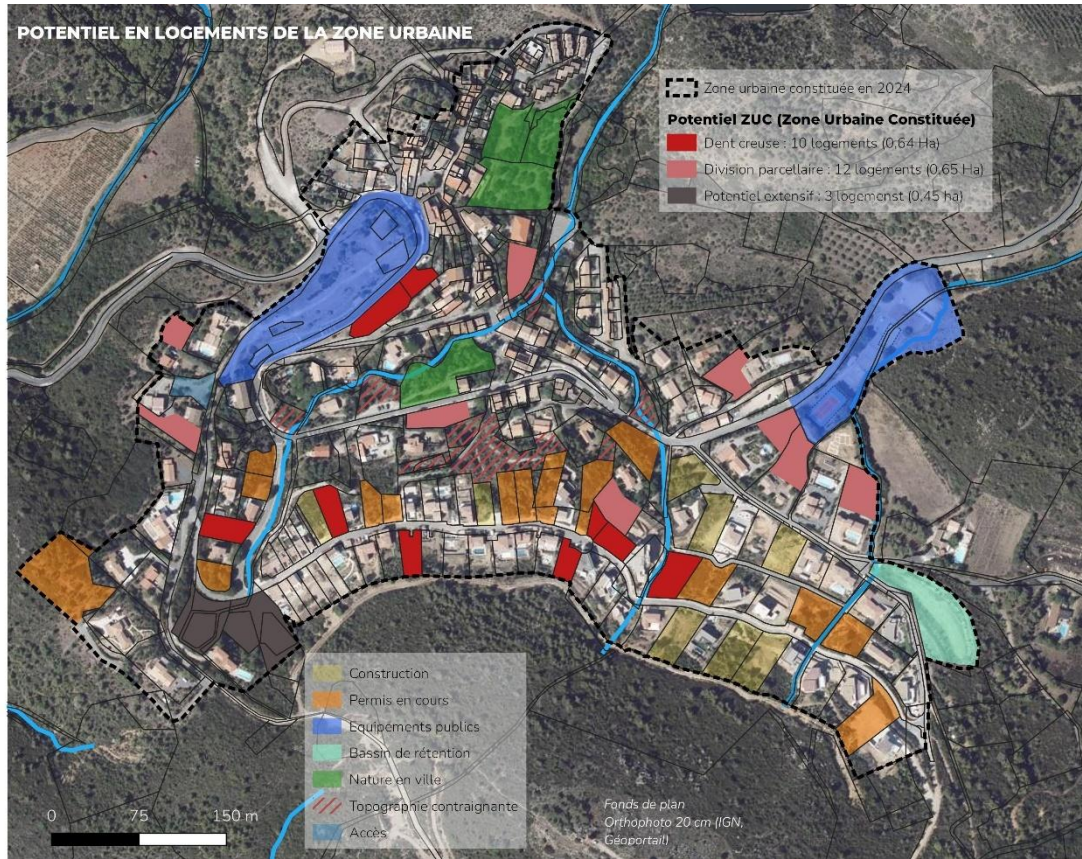 POTENTIEL EN LOGEMENTS DE LA ZONE URBAINE
Zone urbaine constituée en 2024
Potentiel ZUC (Zone Urbaine Constituée)
Dent creuse : 10 logements (0,64 Ha)
Division parcellaire : 12 logements (0,65 Ha)
Potentiel extensif : 3 logemenst (0,45 ha)
Construction
Permis en cours
Equipements publics
Bassin de rétention
Nature en ville
Topographie contraignante
Accès
0 75 150 m
Fonds de plan
Orthophoto 20 cm (IGN,
Géoportail)